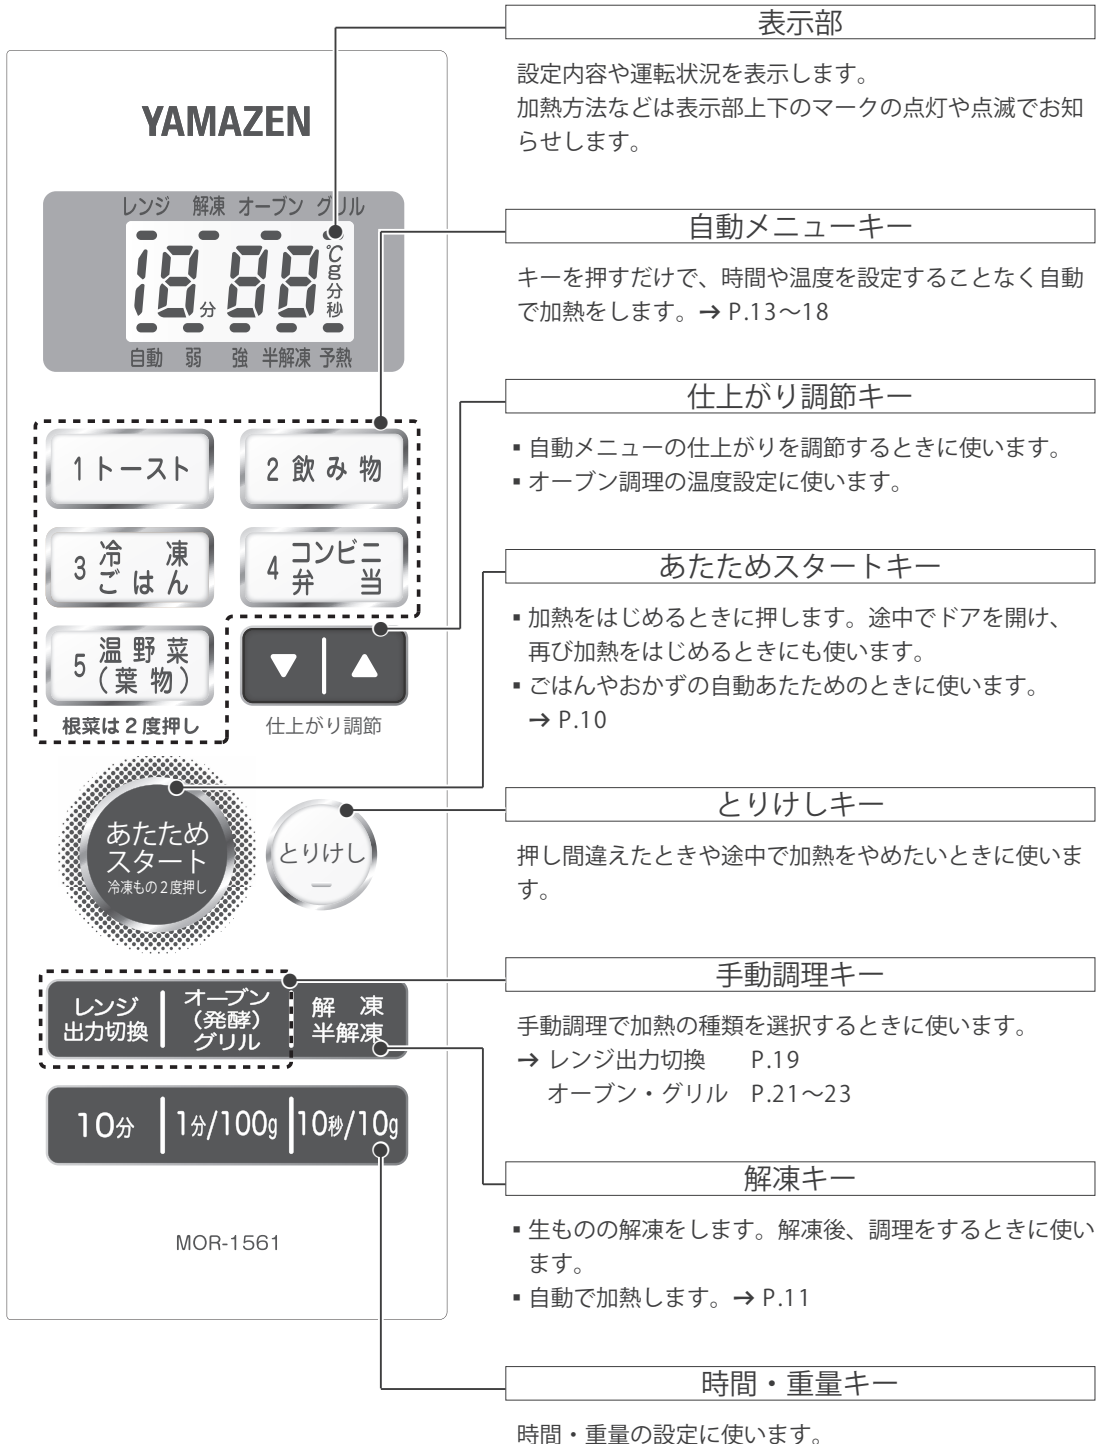 YAMAZEN
レンジ 解凍 オーブン グリル
18分 88 ℃ g 分 秒
自動 弱 強 半解凍 予熱
1 トースト
2 飲み物
3 冷凍
ごはん
4 コンビニ
弁当
5 温野菜
(葉物)
根菜は2度押し
▼ ▲
仕上がり調節
あたため
スタート
冷凍もの2度押し
とりけし
レンジ
出力切換
オーブン
(発酵)
グリル
解凍
半解凍
10分 1分/100g 10秒/10g
MOR-1561
表示部
設定内容や運転状況を表示します。
加熱方法などは表示部上下のマークの点灯や点滅でお知
らせします。
自動メニューキー
キーを押すだけで、時間や温度を設定することなく自動
で加熱をします。→ P.13~18
仕上がり調節キー
▪ 自動メニューの仕上がりを調節するときに使います。
▪ オーブン調理の温度設定に使います。
あたためスタートキー
▪ 加熱をはじめるときに押します。途中でドアを開け、
再び加熱をはじめるときにも使います。
▪ ごはんやおかずの自動あたためのときに使います。
→ P.10
とりけしキー
押し間違えたときや途中で加熱をやめたいときに使いま
す。
手動調理キー
手動調理で加熱の種類を選択するときに使います。
→ レンジ出力切換 P.19
オーブン・グリル P.21~23
解凍キー
▪ 生ものの解凍をします。解凍後、調理をするときに使い
ます。
▪ 自動で加熱します。→ P.11
時間・重量キー
時間・重量の設定に使います。